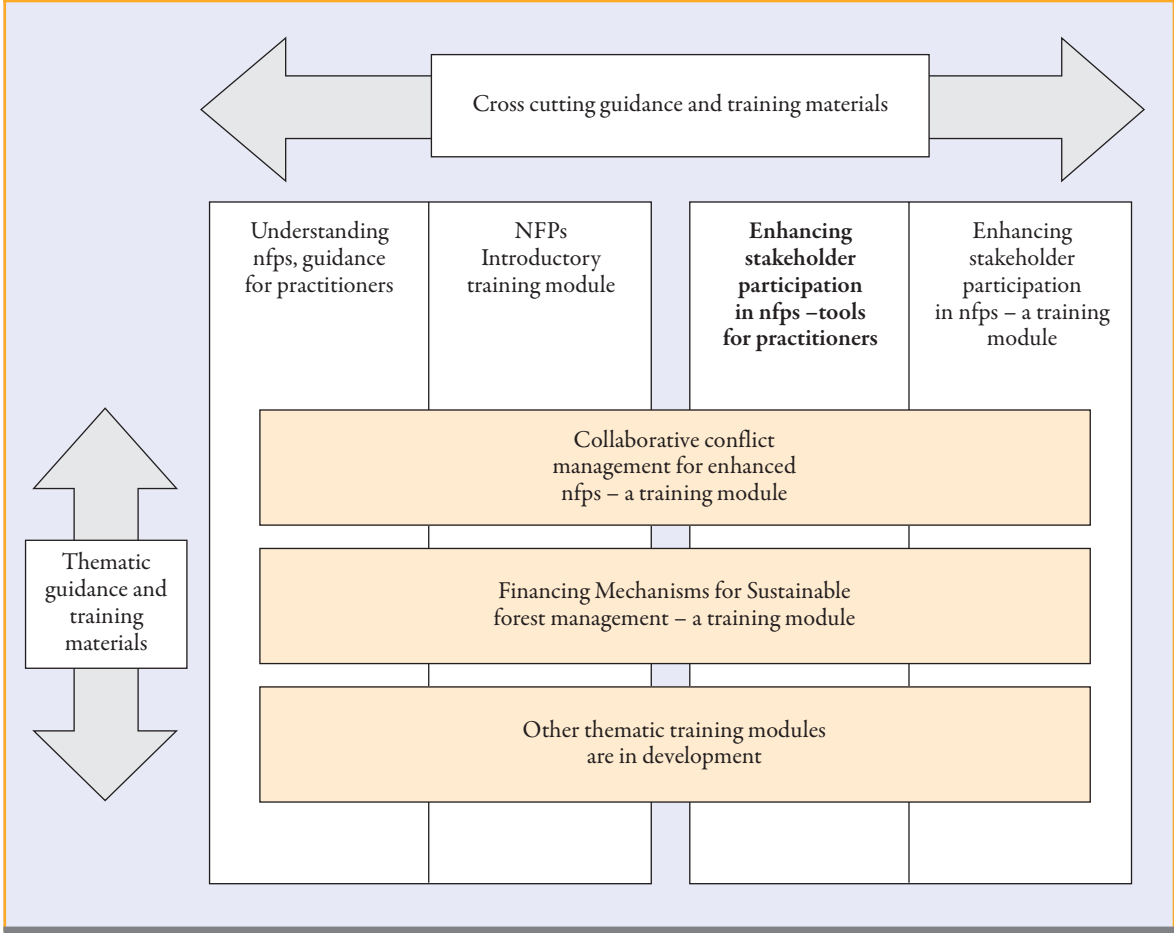 Cross cutting guidance and training materials
Understanding
nfps, guidance
for practitioners
NFPs
Introductory
training module
Enhancing
stakeholder
participation
in nfps –tools
for practitioners
Enhancing
stakeholder
participation
in nfps – a training
module
Collaborative conflict
management for enhanced
nfps – a training module
Thematic
guidance and
training
materials
Financing Mechanisms for Sustainable
forest management – a training module
Other thematic training modules
are in development